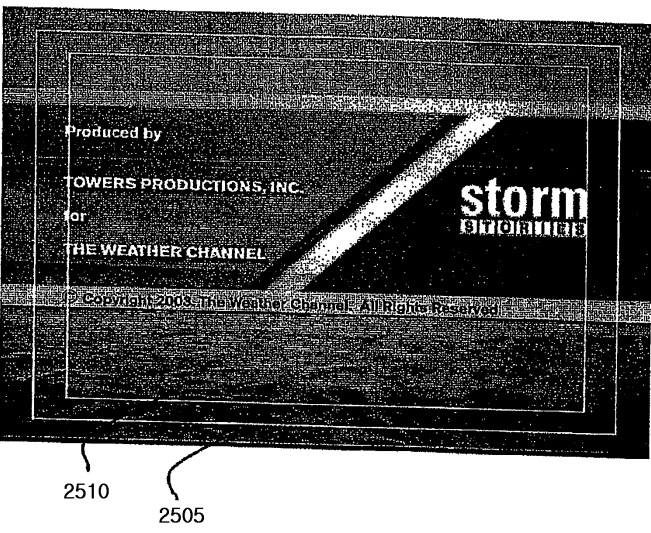 Produced by
TOWERS PRODUCTIONS, INC.
for
THE WEATHER CHANNEL
storm
STORIES
© Copyright 2003, The Weather Channel. All Rights Reserved.
2510
2505